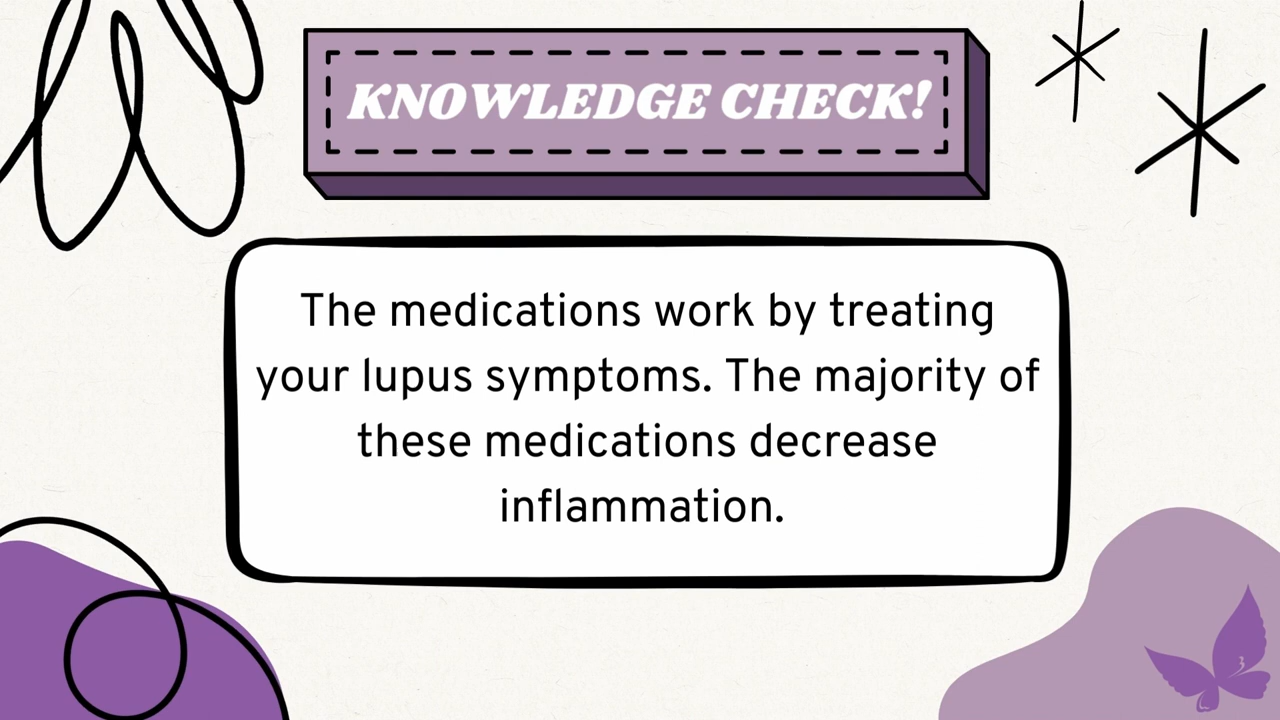 KNOWLEDGE CHECK!
The medications work by treating
your lupus symptoms. The majority of
these medications decrease
inflammation.